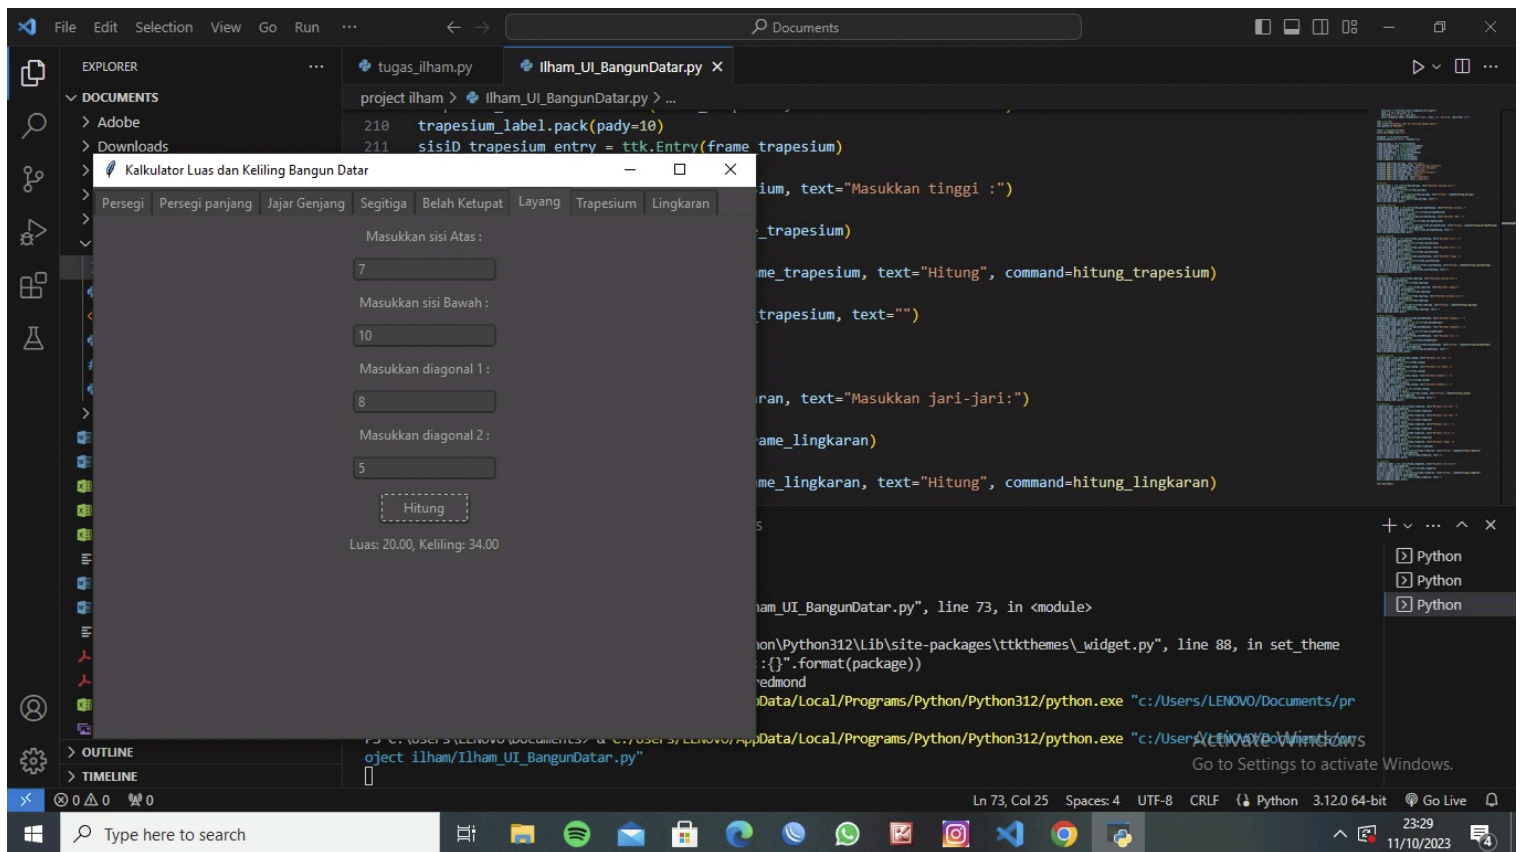 File Edit Selection View Go Run ··· Documents
EXPLORER ···
tugas_ilham.py Ilham_UI_BangunDatar.py
DOCUMENTS
project ilham > Ilham_UI_BangunDatar.py > ...
Adobe
Downloads
210 trapesium_label.pack(pady=10)
211 sisiD_trapesium_entry = ttk.Entry(frame_trapesium)
ium, text="Masukkan tinggi :")
_trapesium)
me_trapesium, text="Hitung", command=hitung_trapesium)
trapesium, text="")
ran, text="Masukkan jari-jari:")
ame_lingkaran)
me_lingkaran, text="Hitung", command=hitung_lingkaran)
Kalkulator Luas dan Keliling Bangun Datar
Persegi Persegi panjang Jajar Genjang Segitiga Belah Ketupat Layang Trapesium Lingkaran
Masukkan sisi Atas :
7
Masukkan sisi Bawah :
10
Masukkan diagonal 1 :
8
Masukkan diagonal 2 :
5
Hitung
Luas: 20.00, Keliling: 34.00
S
Python
Python
Python
am_UI_BangunDatar.py", line 73, in <module>
on\Python312\Lib\site-packages\ttkthemes\_widget.py", line 88, in set_theme
:{}".format(package))
redmond
pData/Local/Programs/Python/Python312/python.exe "c:/Users/LENOVO/Documents/pr
AppData/Local/Programs/Python/Python312/python.exe "c:/Users/LENOVO/Documents/pr
oject ilham/Ilham_UI_BangunDatar.py"
Activate Windows
Go to Settings to activate Windows.
OUTLINE
TIMELINE
0 0 0 Ln 73, Col 25 Spaces: 4 UTF-8 CRLF Python 3.12.0 64-bit Go Live
Type here to search
23:29
11/10/2023
4